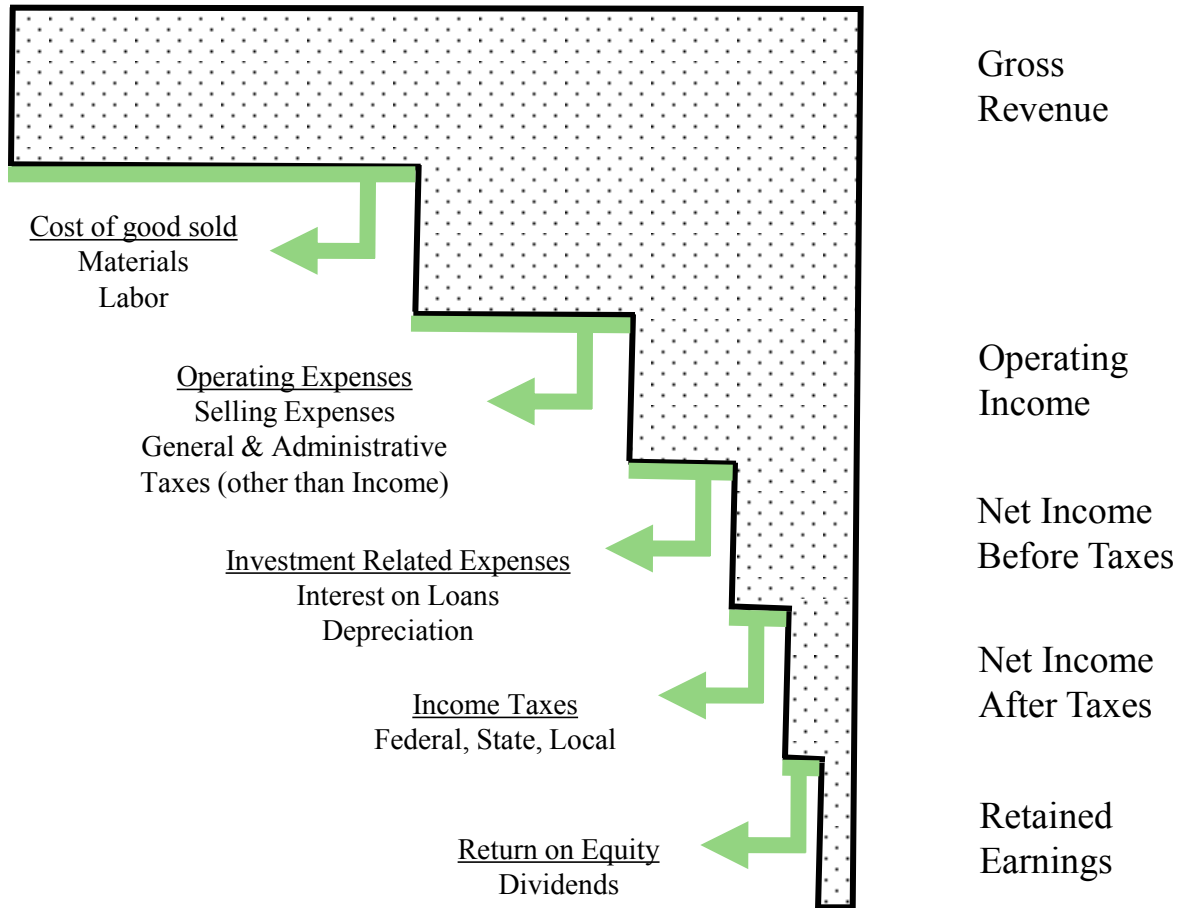 Gross
Revenue
Cost of good sold
Materials
Labor
Operating
Income
Operating Expenses
Selling Expenses
General & Administrative
Taxes (other than Income)
Net Income
Before Taxes
Investment Related Expenses
Interest on Loans
Depreciation
Net Income
After Taxes
Income Taxes
Federal, State, Local
Retained
Earnings
Return on Equity
Dividends